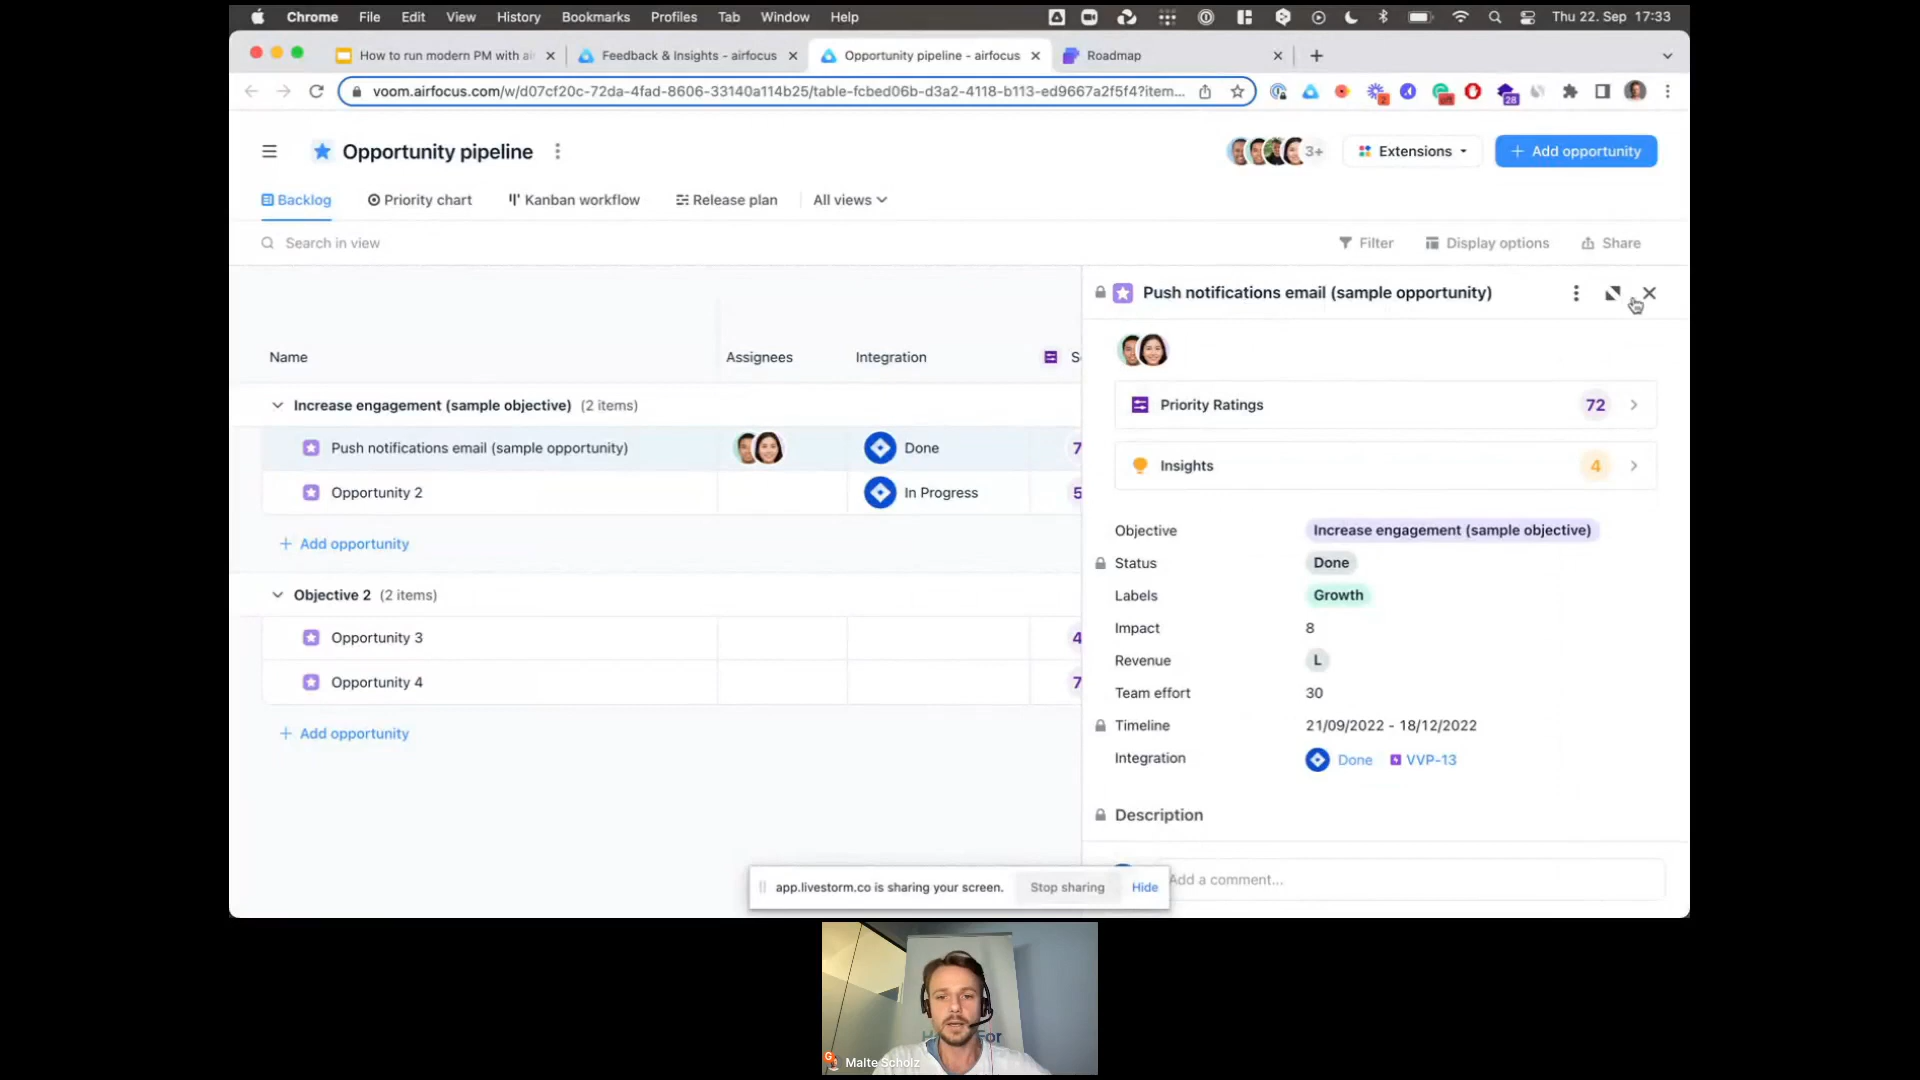 Chrome File Edit View History Bookmarks Profiles Tab Window Help Thu 22. Sep 17:33
How to run modern PM with ai Feedback & Insights - airfocus Opportunity pipeline - airfocus Roadmap
voom.airfocus.com/w/d07cf20c-72da-4fad-8606-33140a114b25/table-fcbed06b-d3a2-4118-b113-ed9667a2f5f4?item... 2 28
Opportunity pipeline 3+ Extensions + Add opportunity
Backlog Priority chart Kanban workflow Release plan All views
Search in view Filter Display options Share
Push notifications email (sample opportunity)
Name Assignees Integration S
Priority Ratings 72
Increase engagement (sample objective) (2 items)
Push notifications email (sample opportunity) Done 7
Insights 4
Opportunity 2 In Progress 5
Objective Increase engagement (sample objective)
+ Add opportunity
Status Done
Objective 2 (2 items)
Labels Growth
Impact 8
Opportunity 3 4
Revenue L
Opportunity 4 7
Team effort 30
Timeline 21/09/2022 - 18/12/2022
+ Add opportunity
Integration Done VVP-13
Description
app.livestorm.co is sharing your screen. Stop sharing Hide
Add a comment...
For
G Malte Scholz